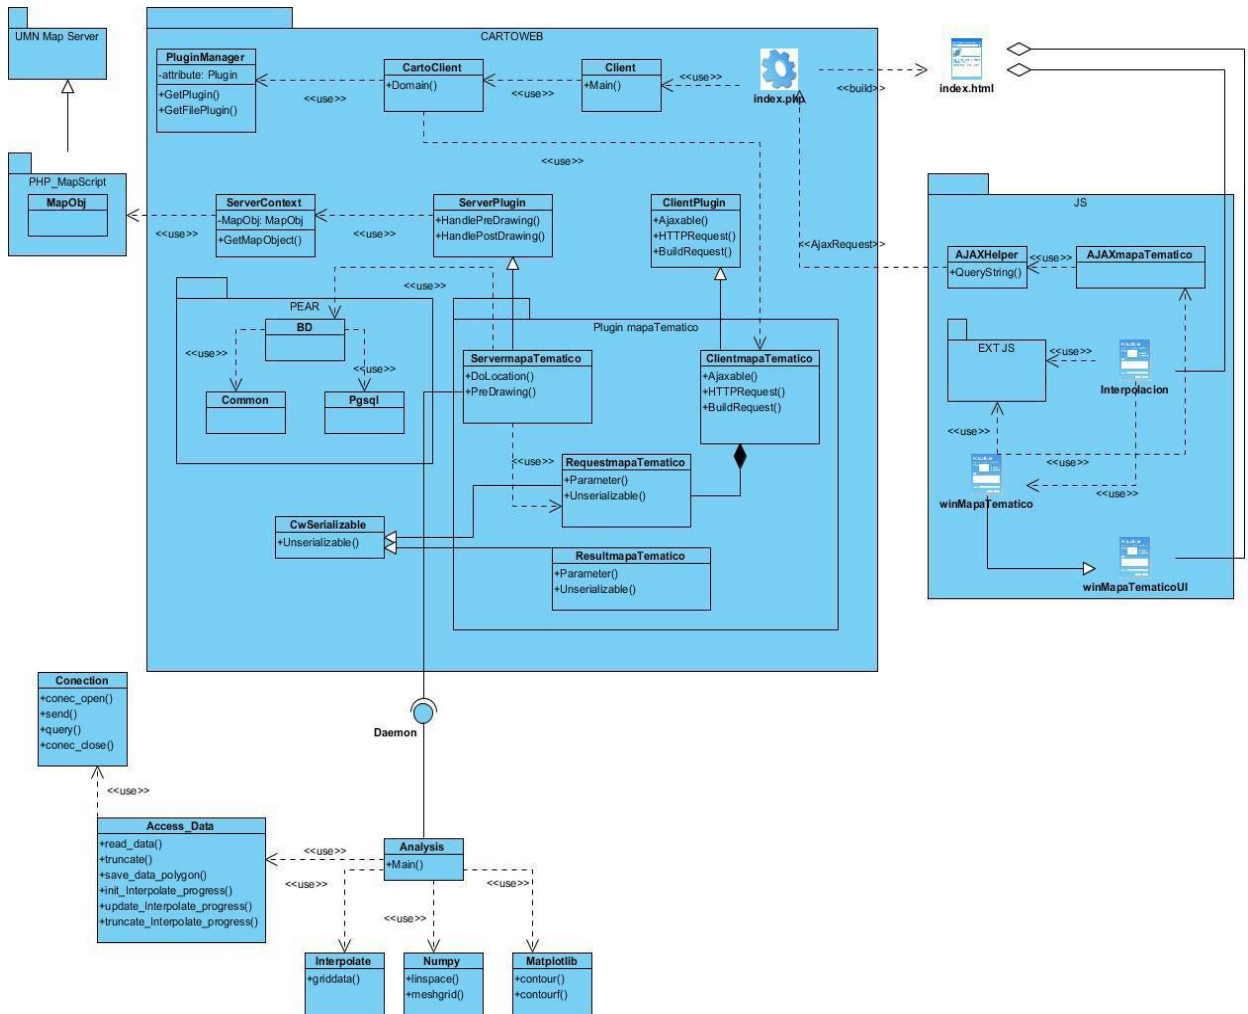 UMN Map Server
CARTOWEB
PluginManager
-attribute: Plugin
+GetPlugin()
+GetFilePlugin()
<<use>>
CartoClient
+Domain()
<<use>>
Client
+Main()
<<use>>
index.php
<<build>>
index.html
<<use>>
PHP_MapScript
MapObj
<<use>>
ServerContext
-MapObj: MapObj
+GetMapObject()
<<use>>
ServerPlugin
+HandlePreDrawing()
+HandlePostDrawing()
ClientPlugin
+Ajaxable()
+HTTPRequest()
+BuildRequest()
<<AjaxRequest>>
JS
AJAXHelper
+QueryString()
<<use>>
AJAXmapaTematico
<<use>>
PEAR
BD
<<use>>
<<use>>
Common
Pgsql
Plugin mapaTematico
ServermapaTematico
+DoLocation()
+PreDrawing()
ClientmapaTematico
+Ajaxable()
+HTTPRequest()
+BuildRequest()
<<use>>
RequestmapaTematico
+Parameter()
+Unserializable()
CwSerializable
+Unserializable()
ResultmapaTematico
+Parameter()
+Unserializable()
EXT JS
<<use>>
Interpolacion
<<use>>
<<use>>
<<use>>
winMapaTematico
winMapaTematicoUI
Conection
+conec_open()
+send()
+query()
+conec_close()
Daemon
<<use>>
Access_Data
+read_data()
+truncate()
+save_data_polygon()
+init_Interpolate_progress()
+update_Interpolate_progress()
+truncate_Interpolate_progress()
<<use>>
Analysis
+Main()
<<use>>
<<use>>
<<use>>
Interpolate
+griddata()
Numpy
+linspace()
+meshgrid()
Matplotlib
+contour()
+contourf()